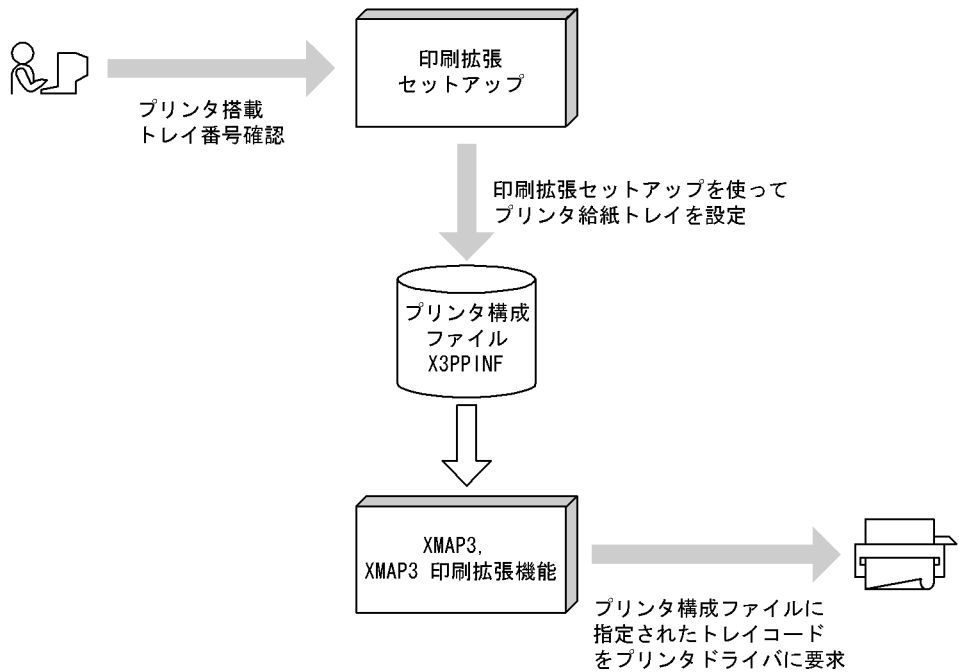 印刷拡張
セットアップ
プリンタ搭載
トレイ番号確認
印刷拡張セットアップを使って
プリンタ給紙トレイを設定
プリンタ構成
ファイル
X3PPINF
XMAP3,
XMAP3 印刷拡張機能
プリンタ構成ファイルに
指定されたトレイコード
をプリンタドライバに要求